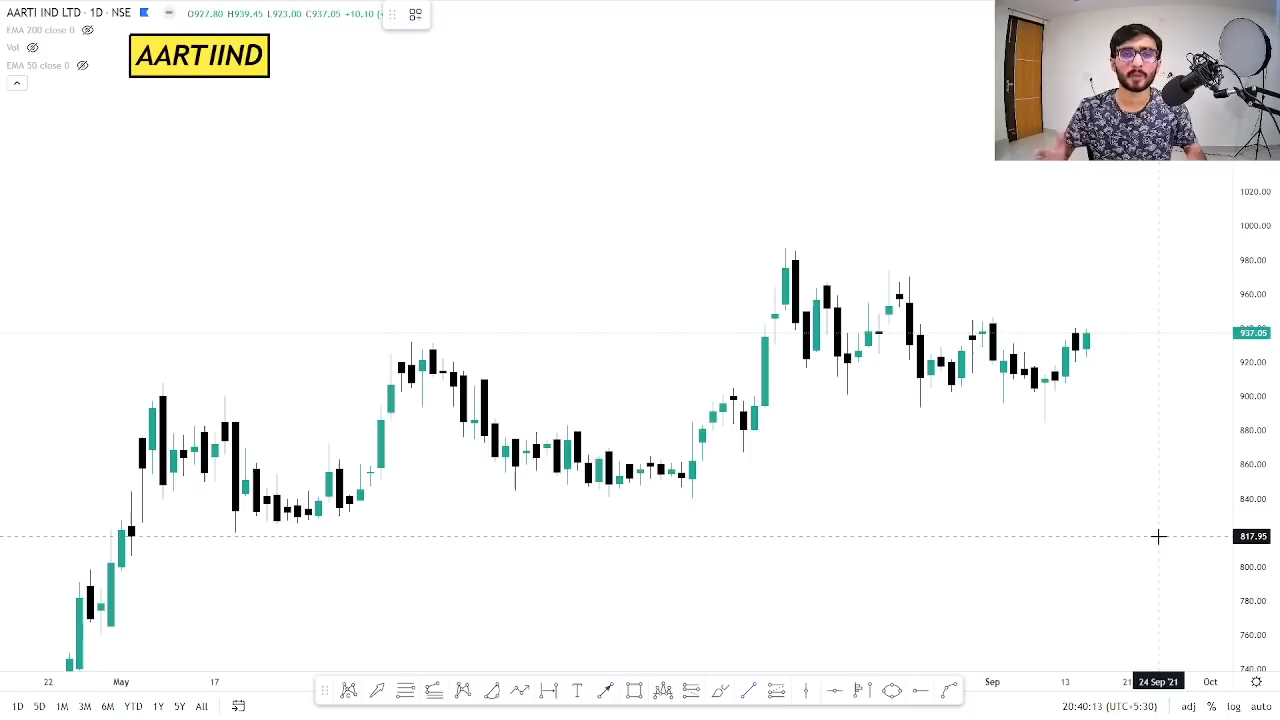 AARTI IND LTD · 1D · NSE O927.80 H939.45 L923.00 C937.05 +10.10
EMA 200 close 0
Vol
EMA 50 close 0
AARTIIND
1020.00
1000.00
980.00
960.00
937.05
920.00
900.00
880.00
860.00
840.00
817.95
800.00
780.00
760.00
740.00
22 May 17 Sep 13 21 24 Sep '21 Oct
1D 5D 1M 3M 6M YTD 1Y 5Y All 20:40:13 (UTC+5:30) adj % log auto